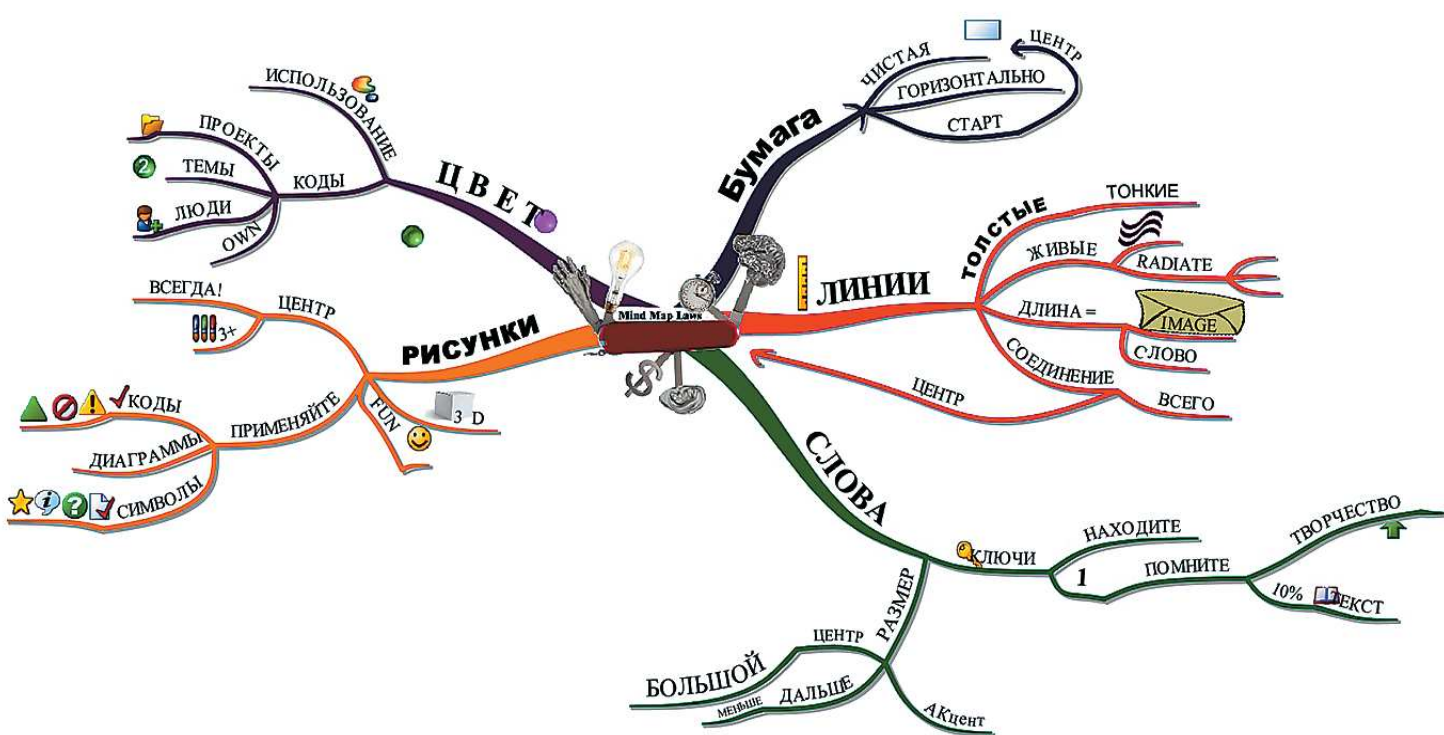 Mind Map Laws
Бумага
ЧИСТАЯ
ГОРИЗОНТАЛЬНО
СТАРТ
ЦЕНТР
ЛИНИИ
ТОЛСТЫЕ
ТОНКИЕ
ЖИВЫЕ
RADIATE
ДЛИНА =
IMAGE
СЛОВО
СОЕДИНЕНИЕ
ЦЕНТР
ВСЕГО
СЛОВА
КЛЮЧИ
НАХОДИТЕ
1
ПОМНИТЕ
ТВОРЧЕСТВО
10% ТЕКСТ
РАЗМЕР
ЦЕНТР
БОЛЬШОЙ
ДАЛЬШЕ
МЕНЬШЕ
АКцент
РИСУНКИ
ЦЕНТР
ВСЕГДА!
3+
3 D
FUN
ПРИМЕНЯЙТЕ
КОДЫ
ДИАГРАММЫ
СИМВОЛЫ
ЦВЕТ
ИСПОЛЬЗОВАНИЕ
КОДЫ
ПРОЕКТЫ
2
ТЕМЫ
ЛЮДИ
OWN